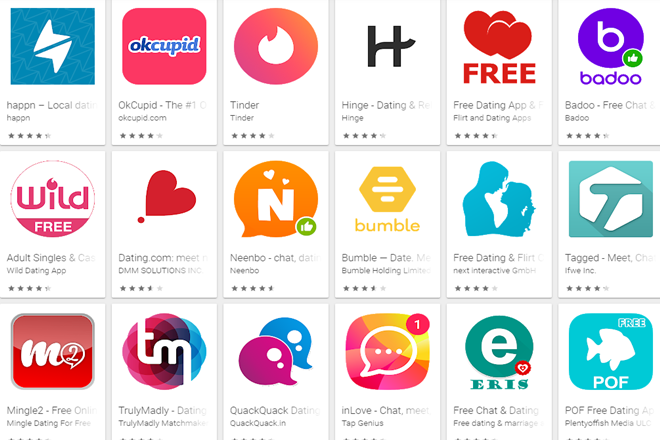 okcupid
H
FREE
badoo
happn – Local dati
OkCupid - The #1 O
Tinder
Hinge - Dating & Re
Free Dating App & F
Badoo - Free Chat &
happn
okcupid.com
Tinder
Hinge
Flirt and Dating Apps
Badoo
Wild
FREE
N
bumble
T
Adult Singles & Cas
Dating.com: meet n
Neenbo - chat, datin
Bumble — Date. Me
Free Dating & Flirt C
Tagged - Meet, Cha
Wild Dating App
DMM SOLUTIONS INC.
Neenbo
Bumble Holding Limited
next interactive GmbH
Ifwe Inc.
m2
tm
1
e
ERIS
FREE
POF
Mingle2 - Free Onlin
TrulyMadly - Dating
QuackQuack Dating
inLove - Chat, meet,
Free Chat & Dating
POF Free Dating Ap
Mingle Dating For Free
TrulyMadly Matchmake
QuackQuack.in
Tap Genius
Free dating & marriage a
Plentyoffish Media ULC